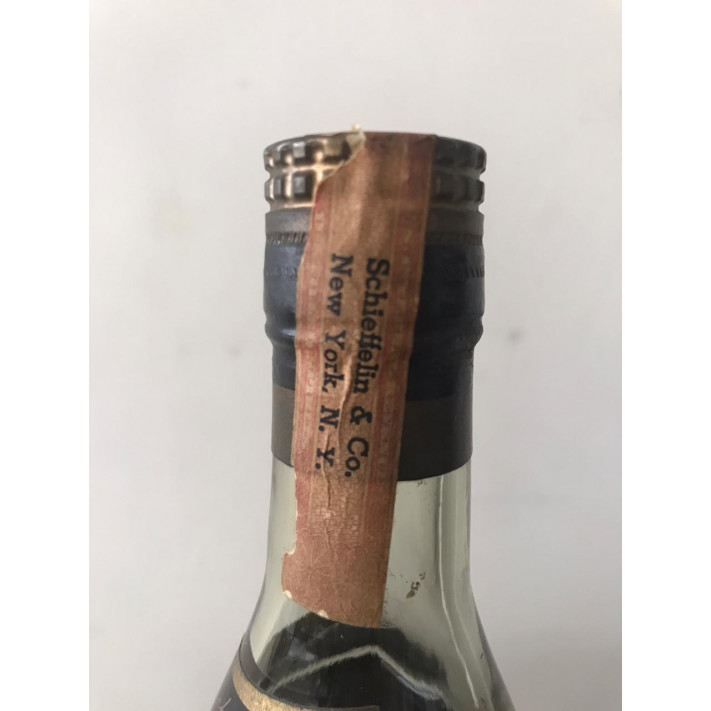 Schieffelin & Co.
New York, N. Y.